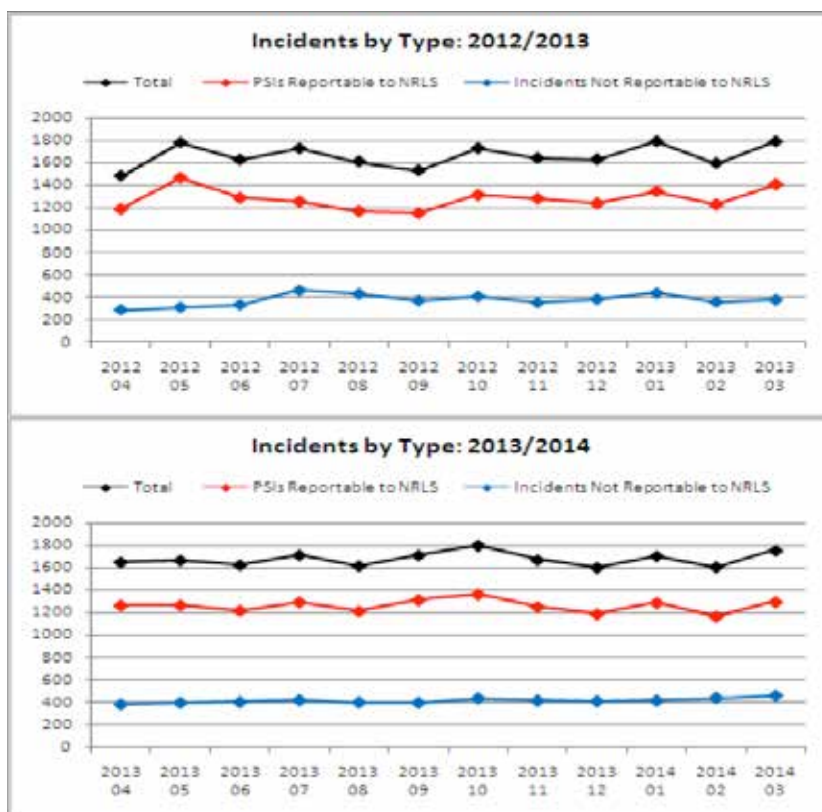 Incidents by Type: 2012/2013
Total PSIs Reportable to NRLS Incidents Not Reportable to NRLS
2000
1800
1600
1400
1200
1000
800
600
400
200
0
2012 2012 2012 2012 2012 2012 2012 2012 2012 2013 2013 2013
04 05 06 07 08 09 10 11 12 01 02 03
Incidents by Type: 2013/2014
Total PSIs Reportable to NRLS Incidents Not Reportable to NRLS
2000
1800
1600
1400
1200
1000
800
600
400
200
0
2013 2013 2013 2013 2013 2013 2013 2013 2013 2014 2014 2014
04 05 06 07 08 09 10 11 12 01 02 03